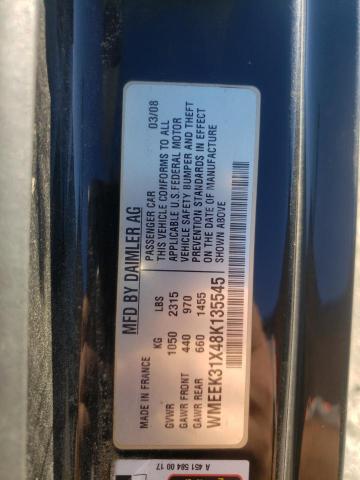 MFD BY DAIMLER AG 03/08
PASSENGER CAR
THIS VEHICLE CONFORMS TO ALL
APPLICABLE U.S. FEDERAL MOTOR
VEHICLE SAFETY BUMPER AND THEFT
PREVENTION STANDARDS IN EFFECT
ON THE DATE OF MANUFACTURE
SHOWN ABOVE
MADE IN FRANCE KG LBS
GVWR 1050 2315
GAWR FRONT 440 970
GAWR REAR 660 1455
WMEEK31X48K135545
A 451 584 00 17